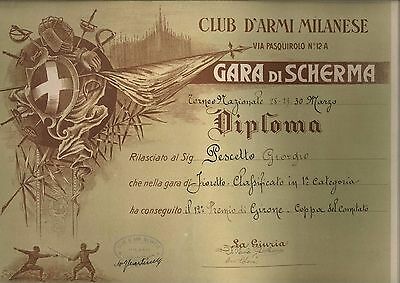 CLUB D'ARMI MILANESE
VIA PASQUIROLO N° 12 A
GARA DI SCHERMA
Torneo Nazionale 28-29-30 Marzo
Diploma
Rilasciato al Sig. Pescetto Giorgio
che nella gara di Fioretto - Classificato in 1ª Categoria
ha conseguito il 12° Premio di Girone - Coppa del Comitato
La Giuria